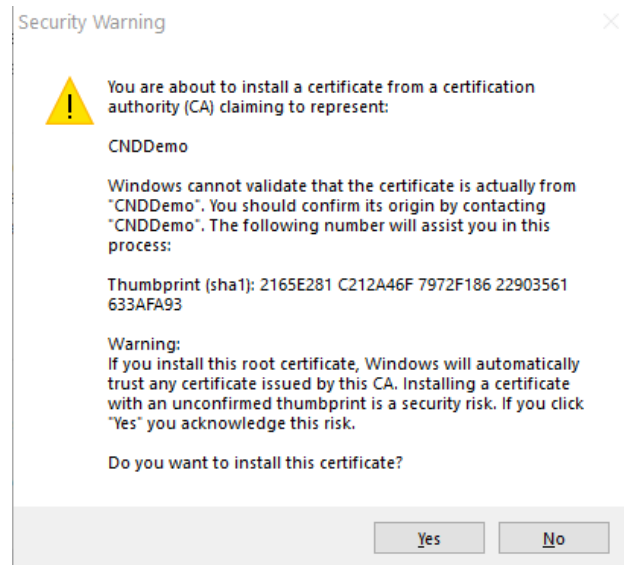 Security Warning
You are about to install a certificate from a certification
authority (CA) claiming to represent:
CNDDemo
Windows cannot validate that the certificate is actually from
"CNDDemo". You should confirm its origin by contacting
"CNDDemo". The following number will assist you in this
process:
Thumbprint (sha1): 2165E281 C212A46F 7972F186 22903561
633AFA93
Warning:
If you install this root certificate, Windows will automatically
trust any certificate issued by this CA. Installing a certificate
with an unconfirmed thumbprint is a security risk. If you click
"Yes" you acknowledge this risk.
Do you want to install this certificate?
Yes No